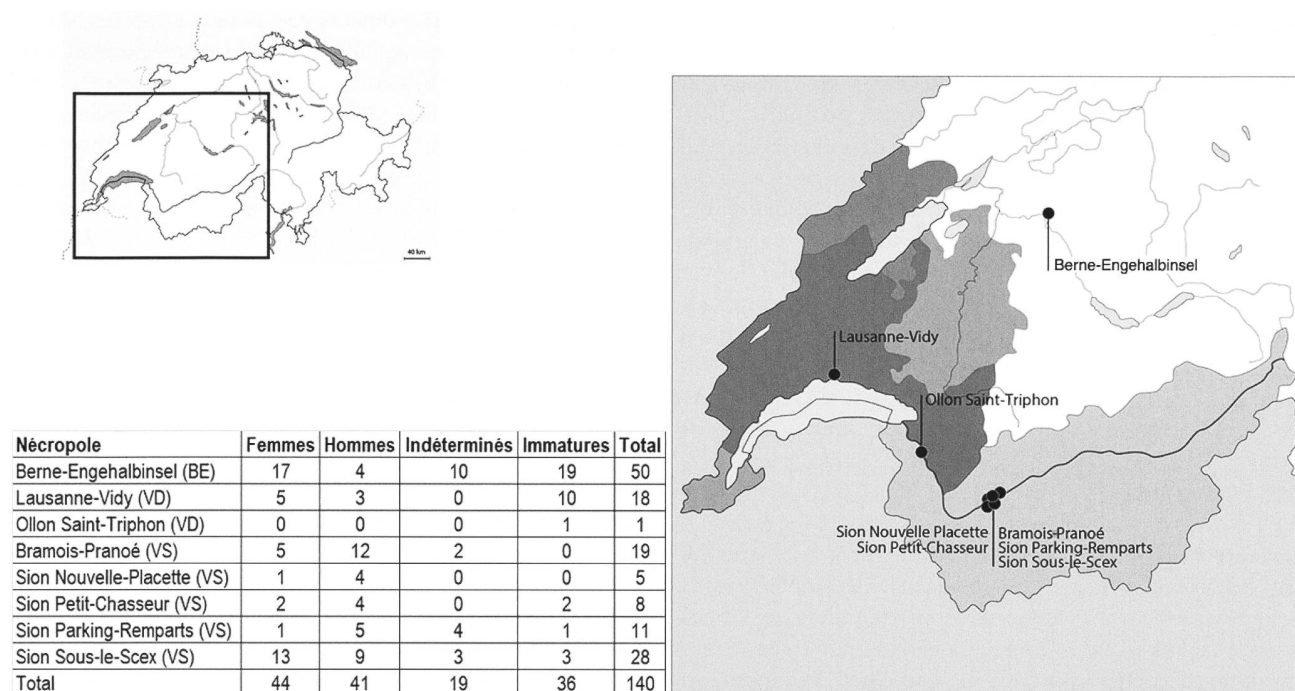 40 km
Berne-Engehalbinsel
Lausanne-Vidy
Ollon Saint-Triphon
Sion Nouvelle Placette
Sion Petit-Chasseur
Bramois-Pranoé
Sion Parking-Remparts
Sion Sous-le-Scex
Nécropole Femmes Hommes Indéterminés Immatures Total
Berne-Engehalbinsel (BE) 17 4 10 19 50
Lausanne-Vidy (VD) 5 3 0 10 18
Ollon Saint-Triphon (VD) 0 0 0 1 1
Bramois-Pranoé (VS) 5 12 2 0 19
Sion Nouvelle-Placette (VS) 1 4 0 0 5
Sion Petit-Chasseur (VS) 2 4 0 2 8
Sion Parking-Remparts (VS) 1 5 4 1 11
Sion Sous-le-Scex (VS) 13 9 3 3 28
Total 44 41 19 36 140